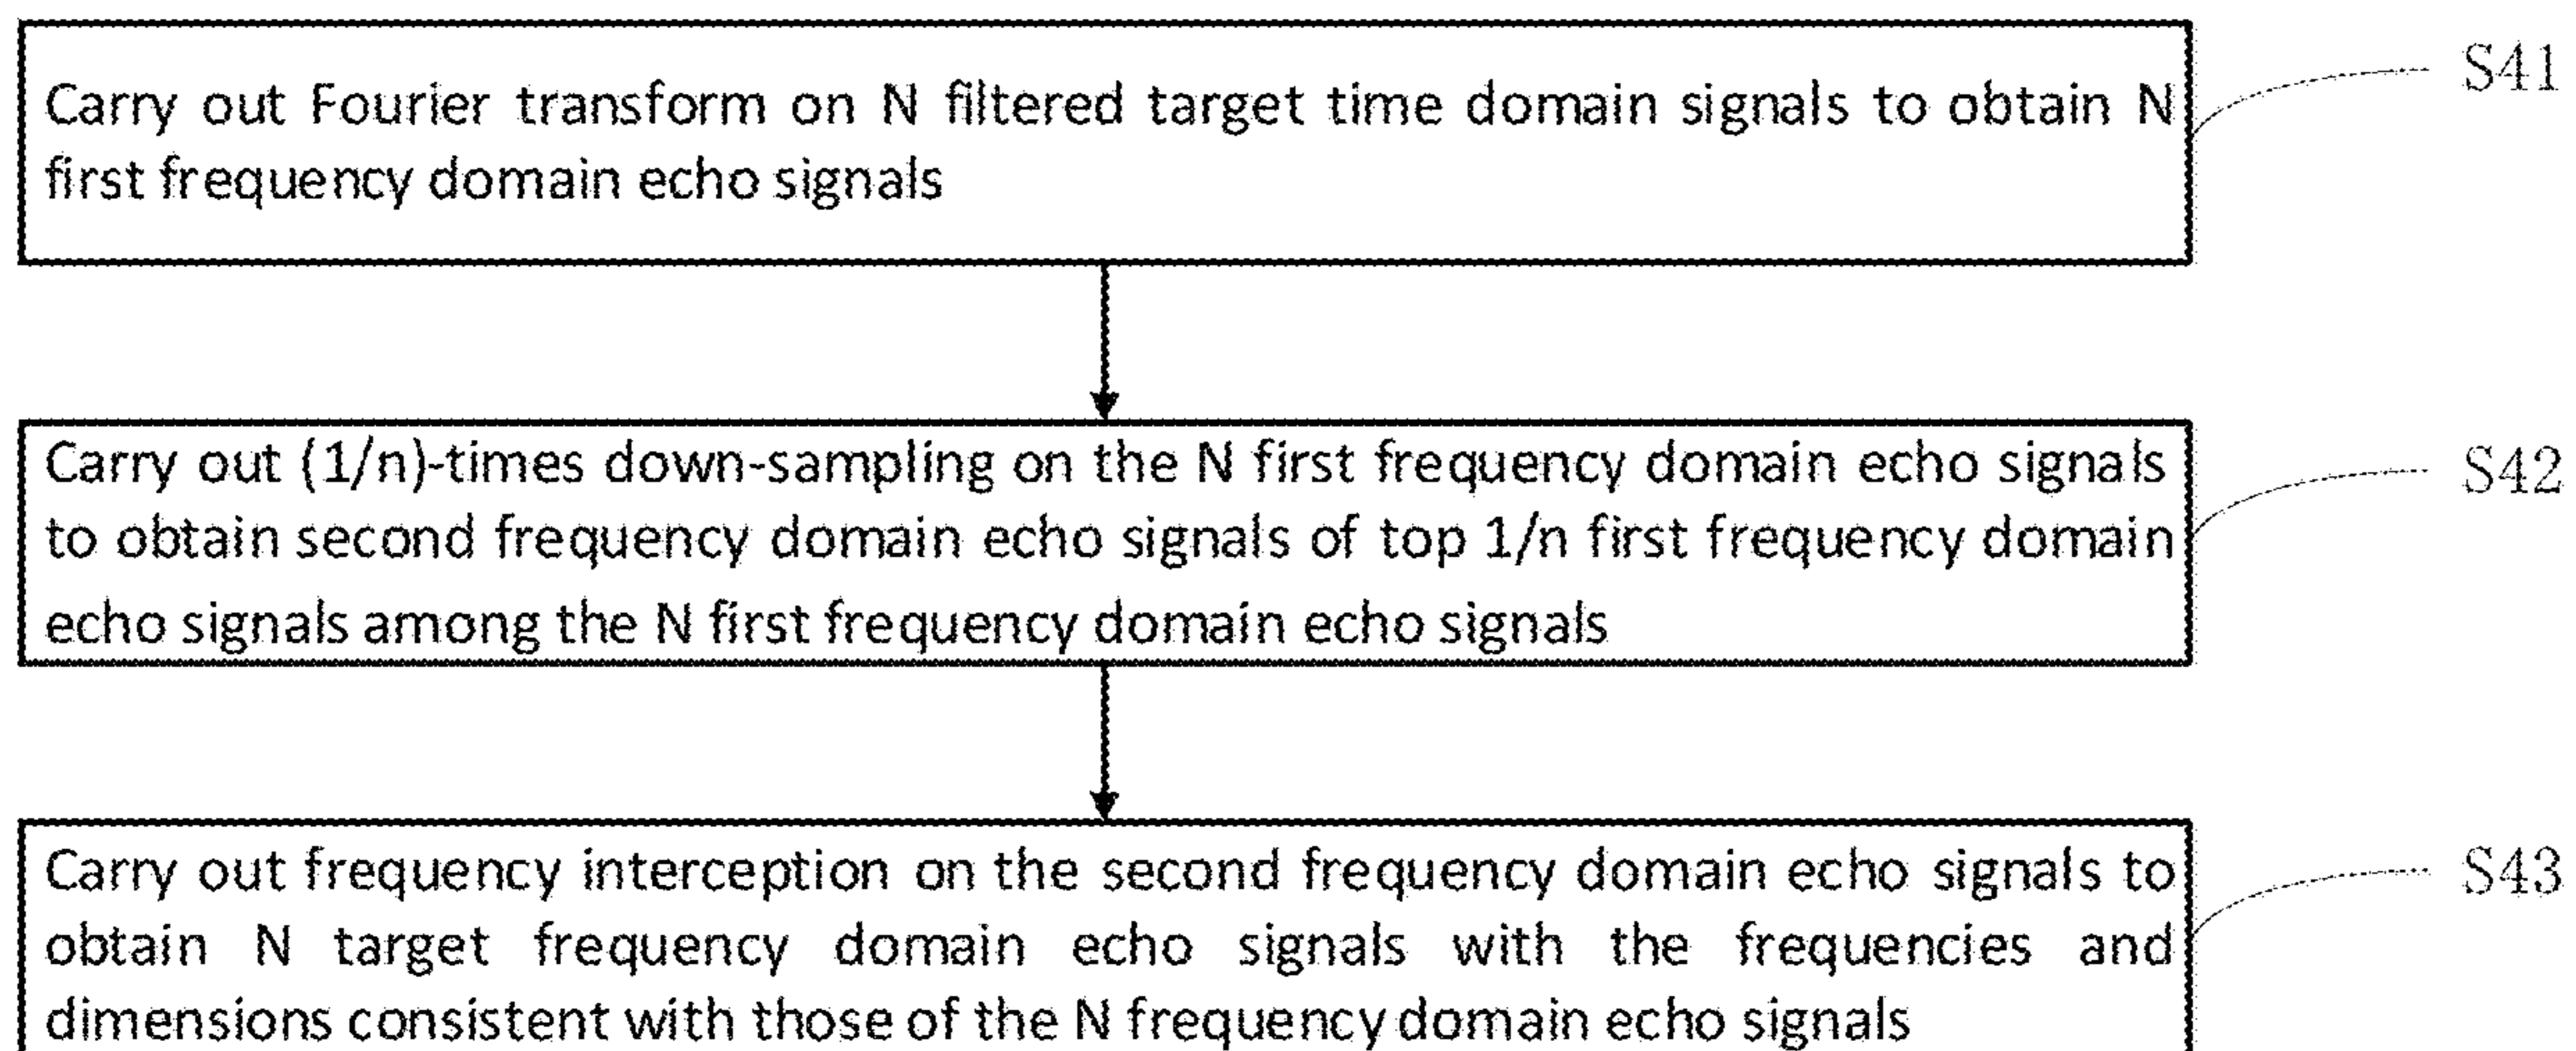 Carry out Fourier transform on N filtered target time domain signals to obtain N
first frequency domain echo signals
S41
Carry out (1/n)-times down-sampling on the N first frequency domain echo signals
to obtain second frequency domain echo signals of top 1/n first frequency domain
echo signals among the N first frequency domain echo signals
S42
Carry out frequency interception on the second frequency domain echo signals to
obtain N target frequency domain echo signals with the frequencies and
dimensions consistent with those of the N frequency domain echo signals
S43